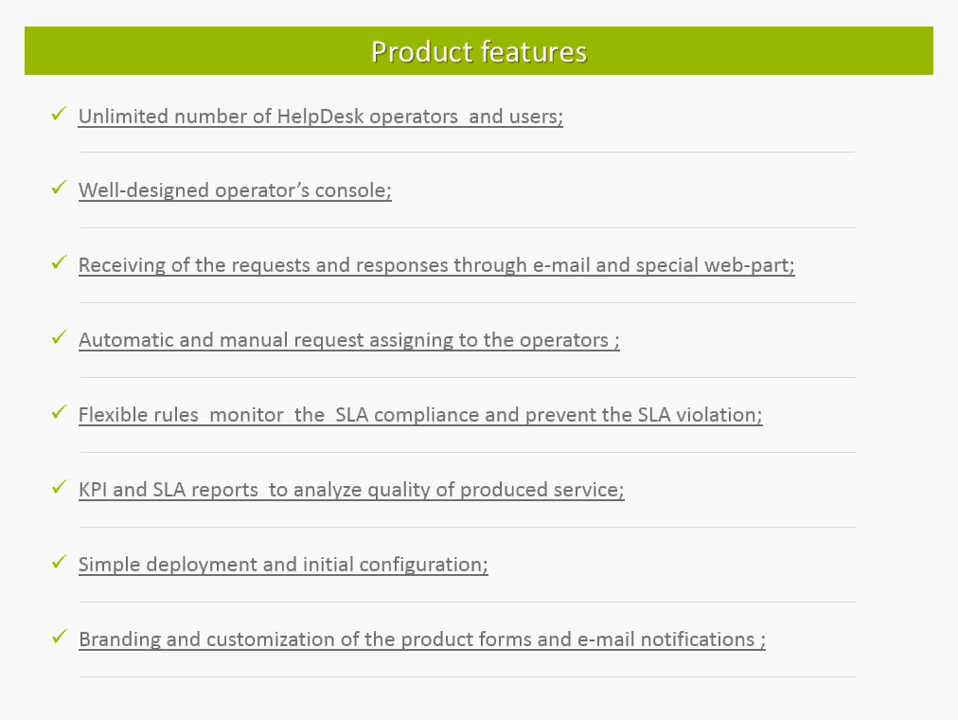 Product features
Unlimited number of HelpDesk operators  and users;
Well-designed operator’s console;
Receiving of the requests and responses through e-mail and special web-part;
Automatic and manual request assigning to the operators ;
Flexible rules  monitor  the  SLA compliance and prevent the SLA violation;
KPI and SLA reports  to analyze quality of produced service;
Simple deployment and initial configuration;
Branding and customization of the product forms and e-mail notifications ;